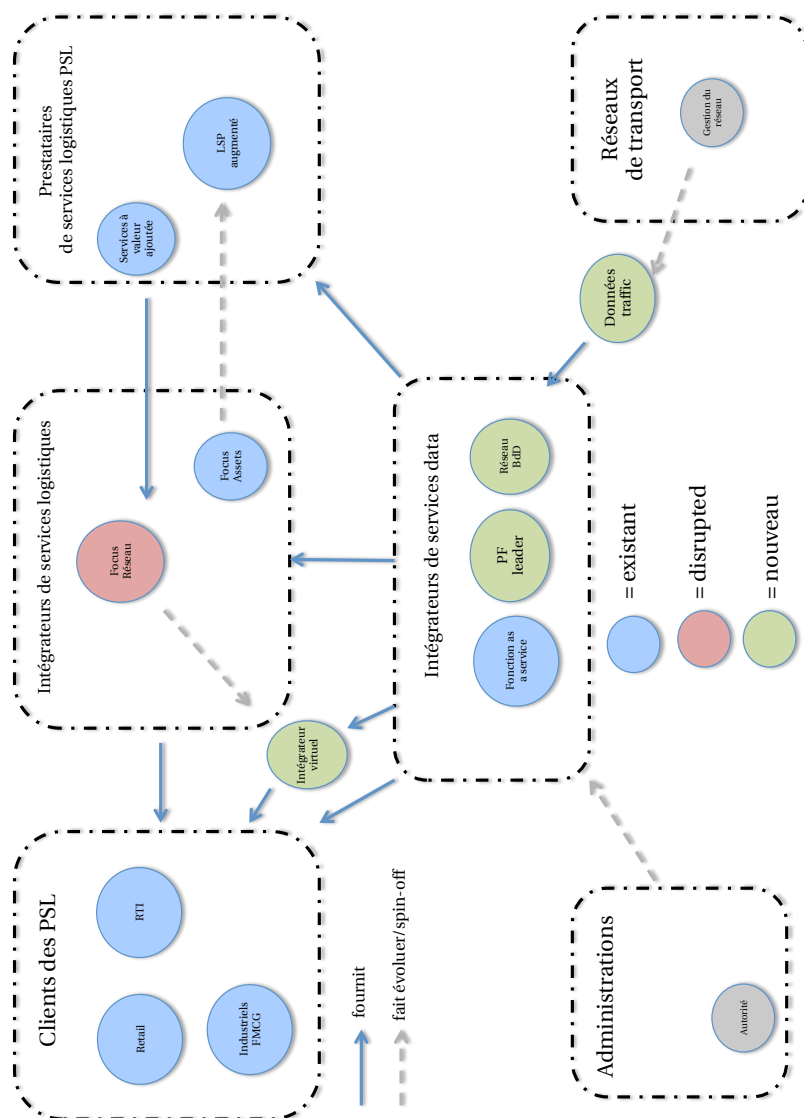 Clients des PSL
Retail
RTI
Industriels
FMCG
Intégrateurs de services logistiques
Focus
Réseau
Focus
Assets
Prestataires
de services logistiques PSL
Services à
valeur
ajoutée
LSP
augmenté
Intégrateur
virtuel
fournit
fait évoluer/spin-off
Intégrateurs de services data
Fonction as
a service
PF
leader
Réseau
BdD
Données
traffic
Réseaux
de transport
Gestion du
réseau
Administrations
Autorité
= existant
= disrupted
= nouveau